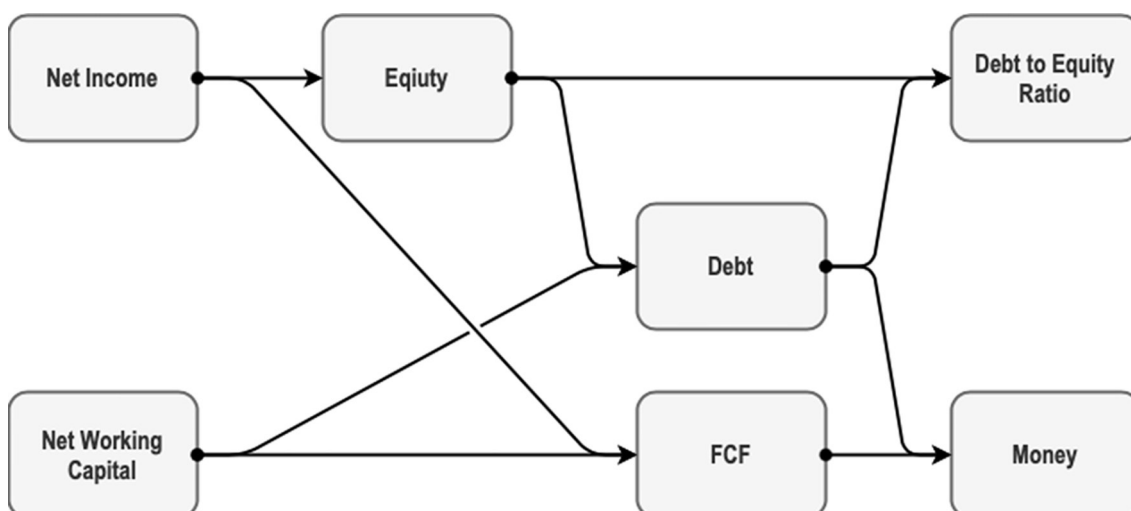 Net Income
Eqiuty
Debt to Equity
Ratio
Debt
Net Working
Capital
FCF
Money